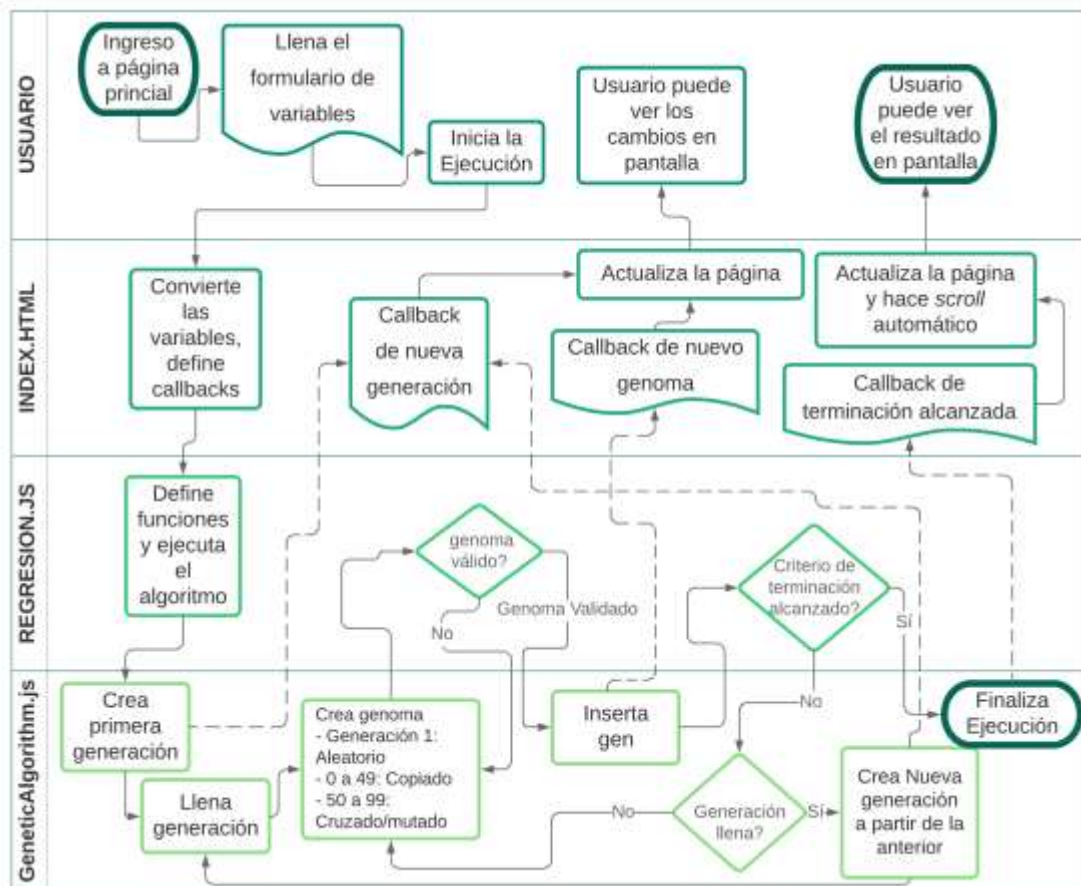 USUARIO
Ingreso
a página
princial
Llena el
formulario de
variables
Inicia la
Ejecución
Usuario puede
ver los
cambios en
pantalla
Usuario
puede ver
el resultado
en pantalla
INDEX.HTML
Convierte
las
variables,
define
callbacks
Callback
de nueva
generación
Actualiza la página
Callback de nuevo
genoma
Actualiza la página
y hace scroll
automático
Callback de
terminación alcanzada
REGRESION.JS
Define
funciones
y ejecuta
el
algoritmo
genoma
válido?
No
Genoma Validado
Criterio de
terminación
alcanzado?
Sí
No
GeneticAlgorithm.js
Crea
primera
generación
Llena
generación
Crea genoma
- Generación 1:
Aleatorio
- 0 a 49: Copiado
- 50 a 99:
Cruzado/mutado
Inserta
gen
No
Generación
llena?
Sí
Finaliza
Ejecución
Crea Nueva
generación
a partir de la
anterior